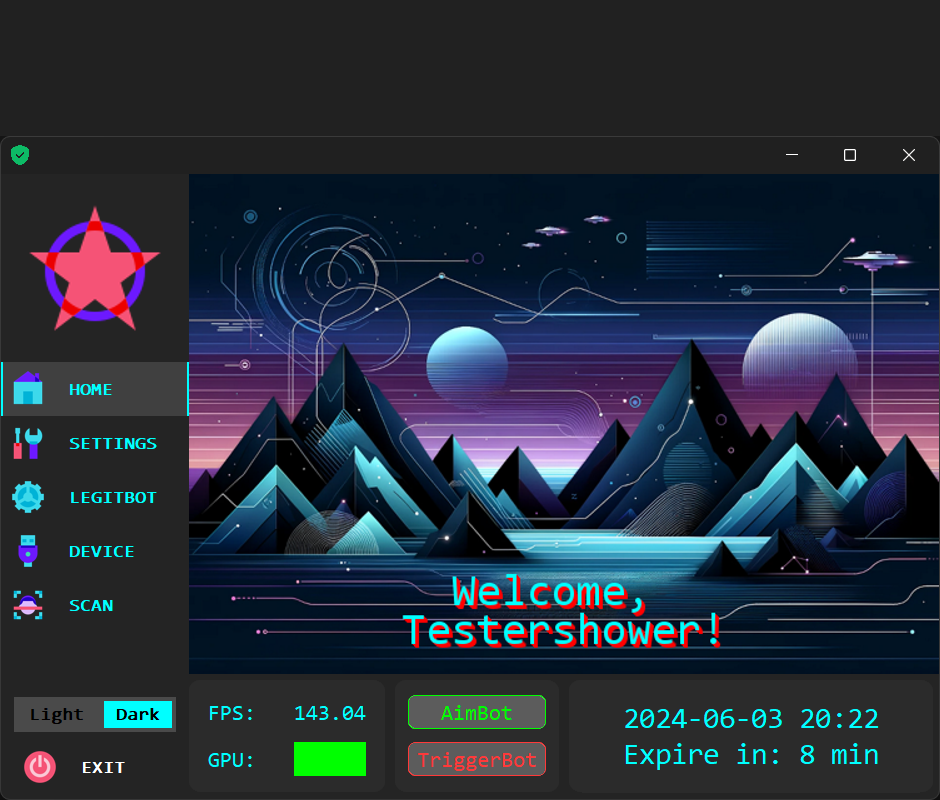 HOME
SETTINGS
LEGITBOT
DEVICE
SCAN
Welcome,
Testershower!
Light Dark
EXIT
FPS: 143.04
GPU:
AimBot
TriggerBot
2024-06-03 20:22
Expire in: 8 min